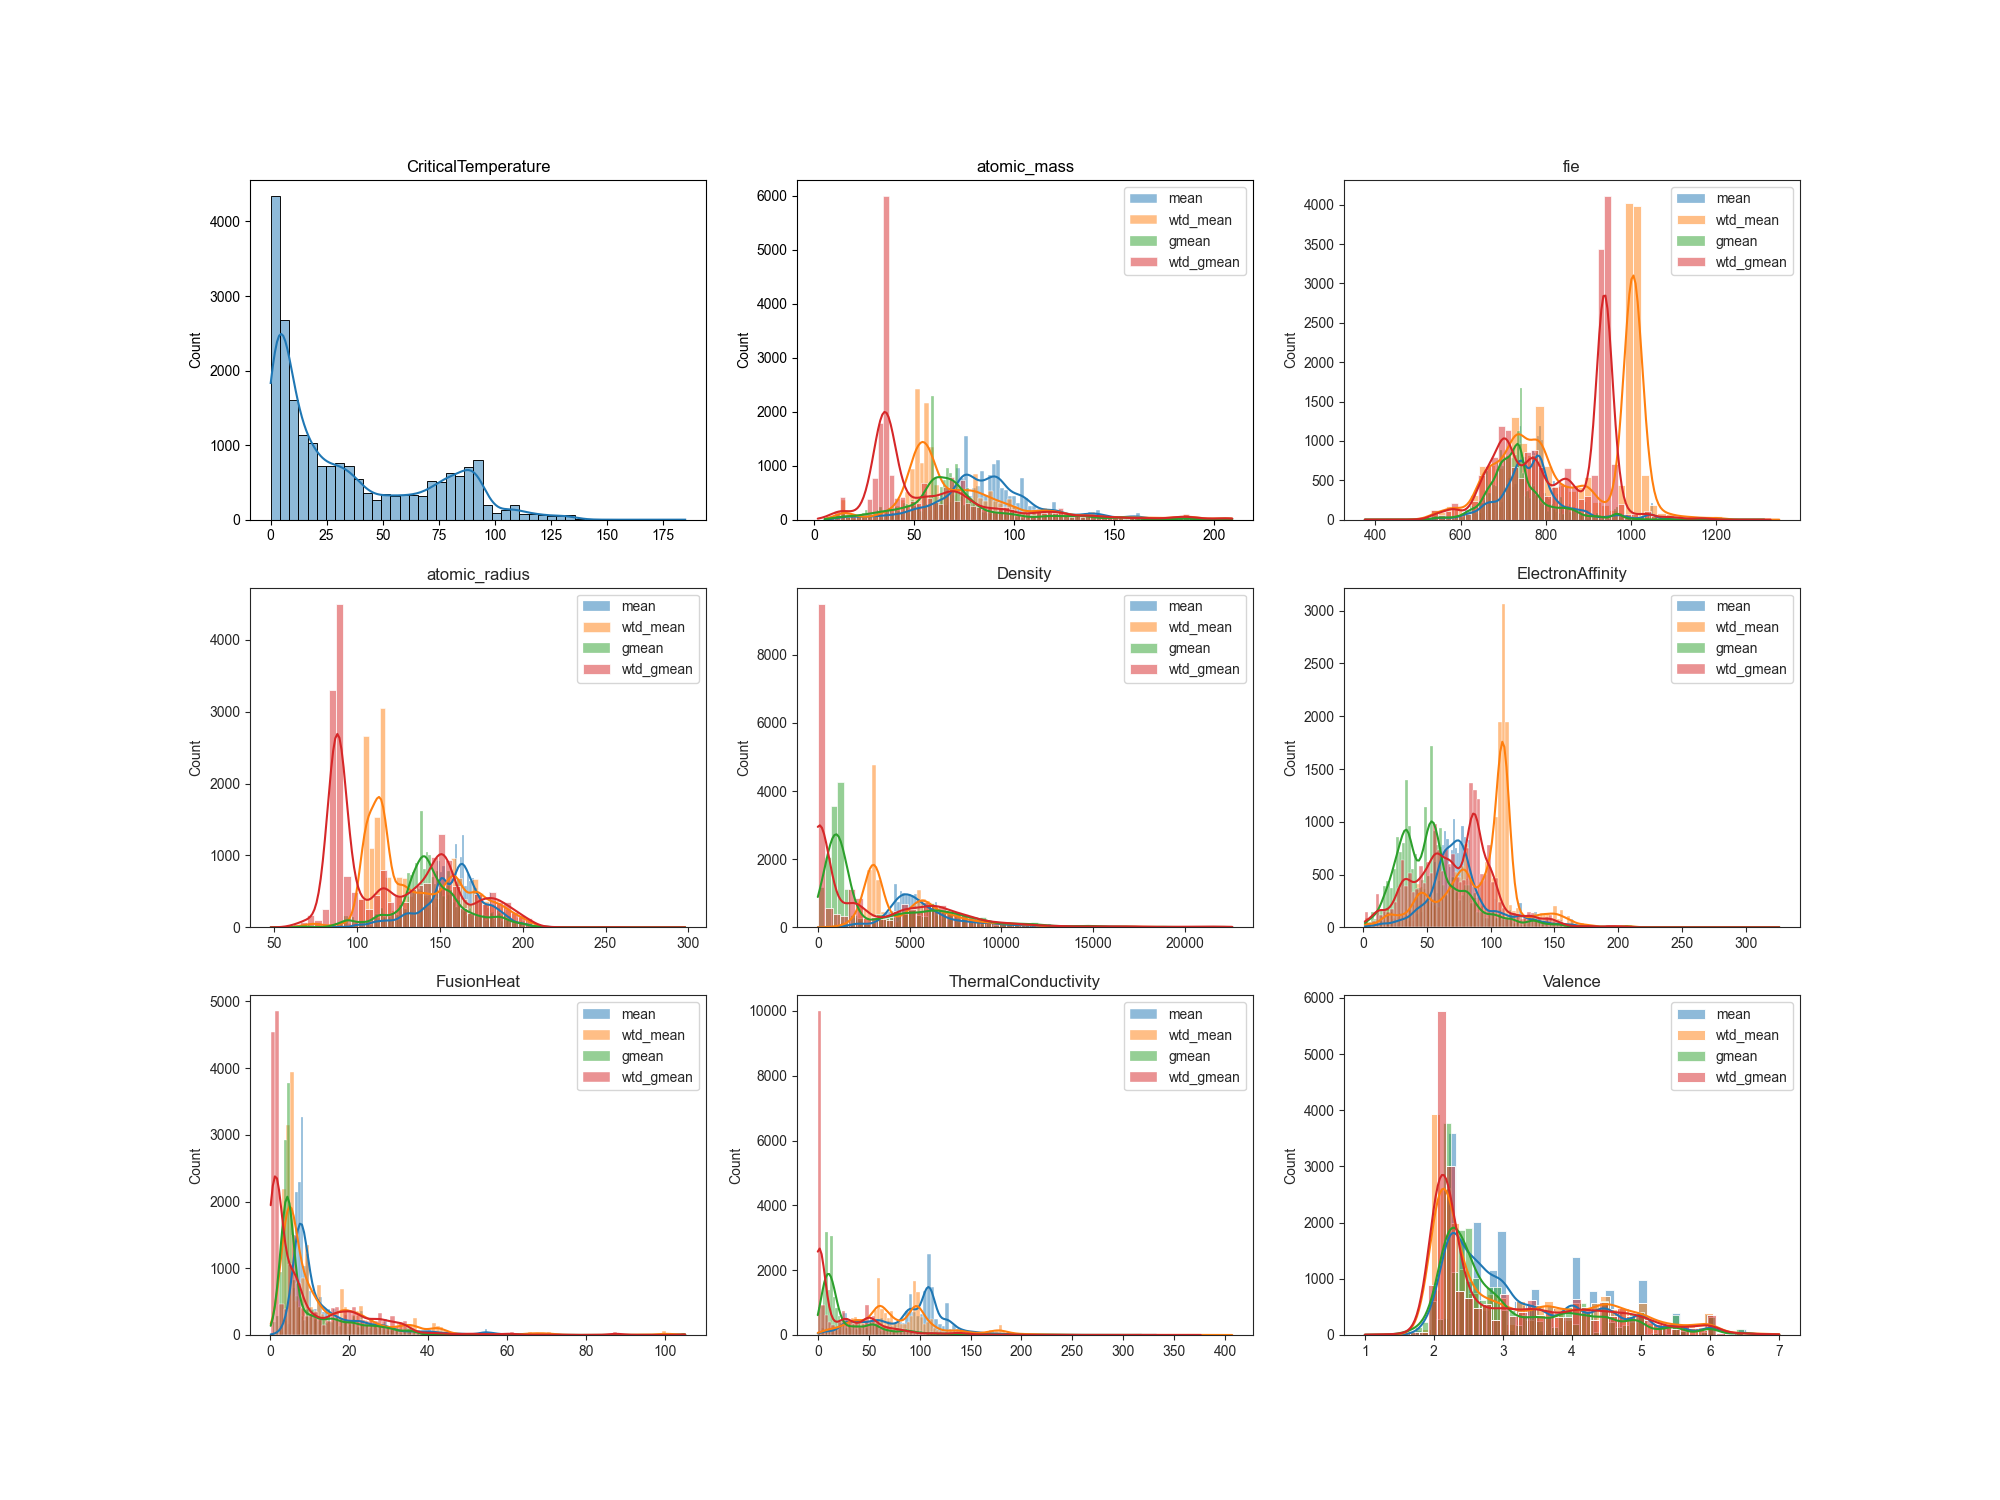 CriticalTemperature
Count
4000
3000
2000
1000
0
0 25 50 75 100 125 150 175
atomic_mass
Count
6000
5000
4000
3000
2000
1000
0
0 50 100 150 200
mean
wtd_mean
gmean
wtd_gmean
fie
Count
4000
3500
3000
2500
2000
1500
1000
500
0
400 600 800 1000 1200
mean
wtd_mean
gmean
wtd_gmean
atomic_radius
Count
4000
3000
2000
1000
0
50 100 150 200 250 300
mean
wtd_mean
gmean
wtd_gmean
Density
Count
8000
6000
4000
2000
0
0 5000 10000 15000 20000
mean
wtd_mean
gmean
wtd_gmean
ElectronAffinity
Count
3000
2500
2000
1500
1000
500
0
0 50 100 150 200 250 300
mean
wtd_mean
gmean
wtd_gmean
FusionHeat
Count
5000
4000
3000
2000
1000
0
0 20 40 60 80 100
mean
wtd_mean
gmean
wtd_gmean
ThermalConductivity
Count
10000
8000
6000
4000
2000
0
0 50 100 150 200 250 300 350 400
mean
wtd_mean
gmean
wtd_gmean
Valence
Count
6000
5000
4000
3000
2000
1000
0
1 2 3 4 5 6 7
mean
wtd_mean
gmean
wtd_gmean